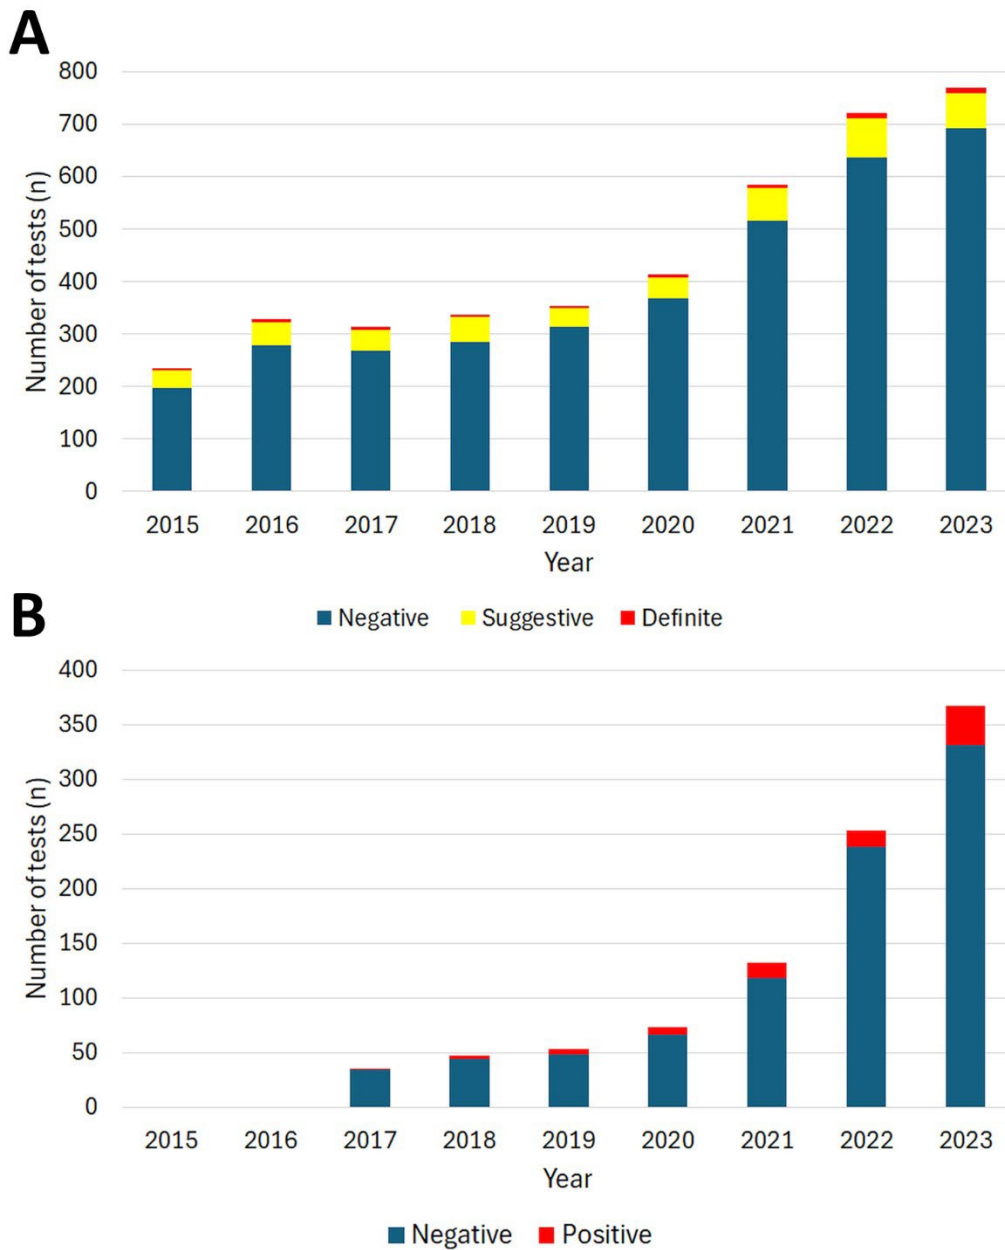 A
800
700
600
500
400
300
200
100
0
Number of tests (n)
2015 2016 2017 2018 2019 2020 2021 2022 2023
Year
Negative Suggestive Definite
B
400
350
300
250
200
150
100
50
0
Number of tests (n)
2015 2016 2017 2018 2019 2020 2021 2022 2023
Year
Negative Positive